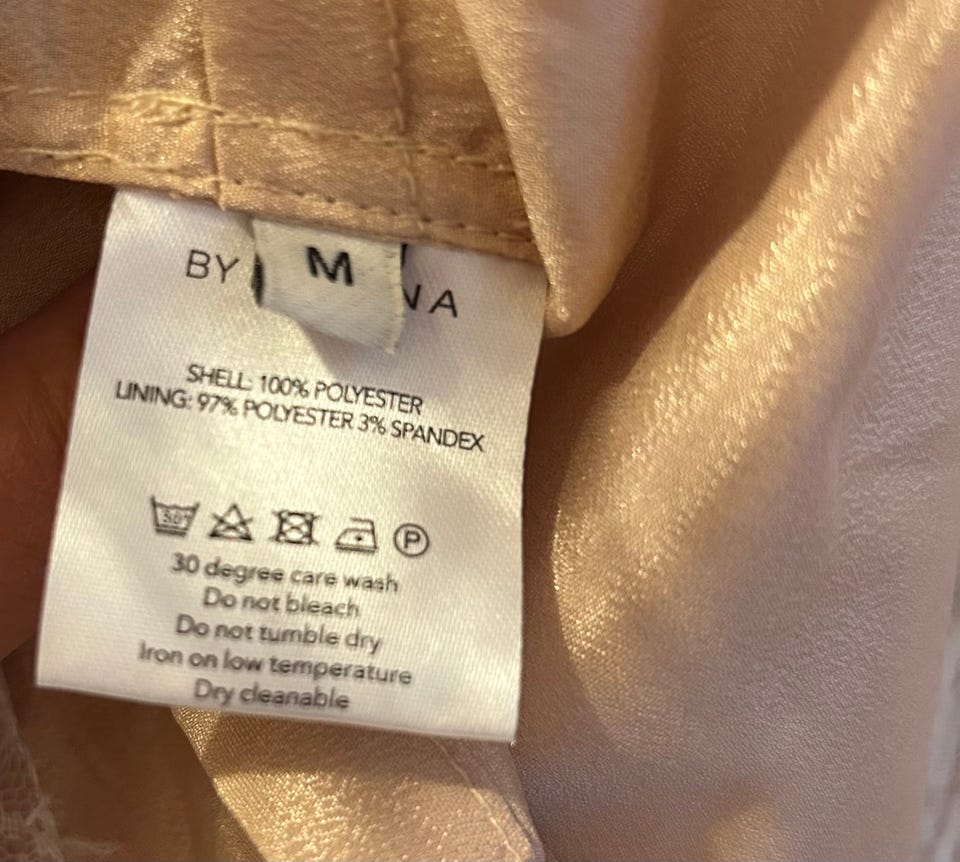 M
BY
SHELL: 100% POLYESTER
LINING: 97% POLYESTER 3% SPANDEX
30°
P
30 degree care wash
Do not bleach
Do not tumble dry
Iron on low temperature
Dry cleanable